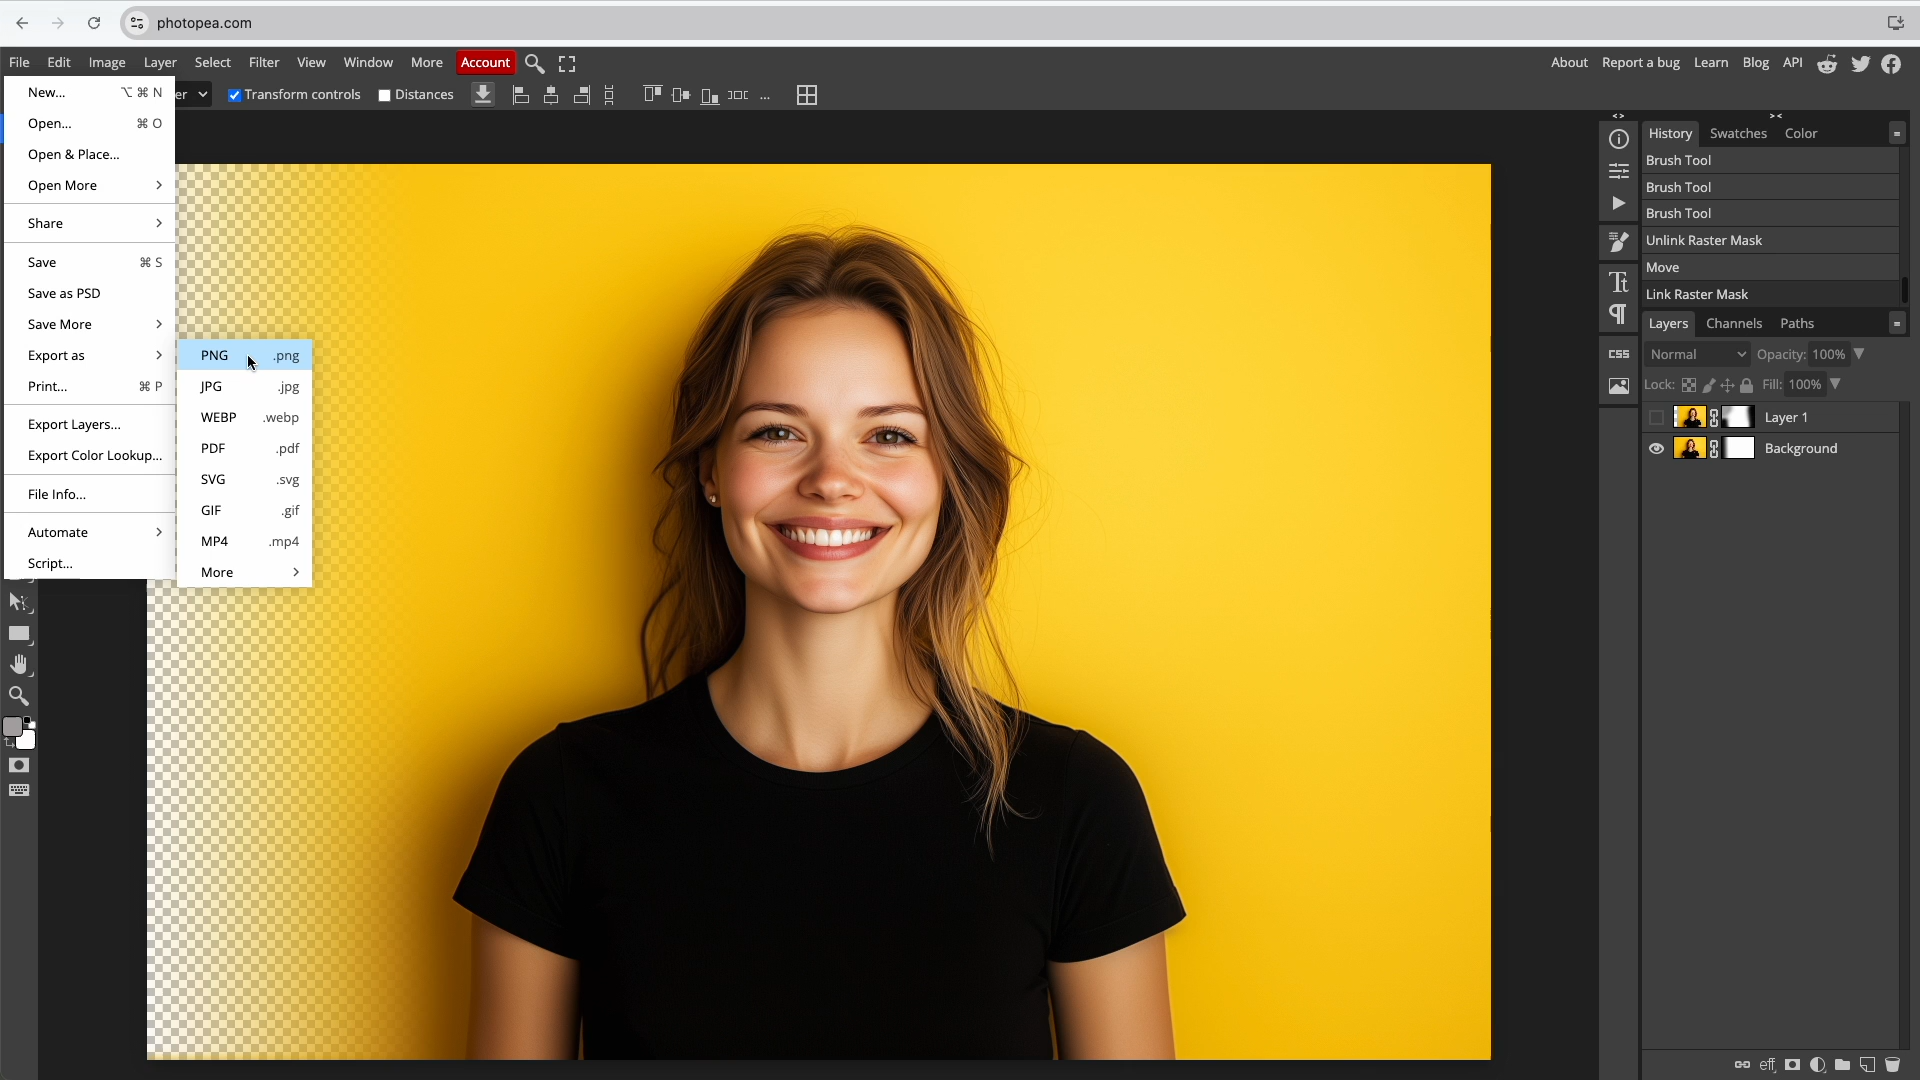 photopea.com
File Edit Image Layer Select Filter View Window More Account About Report a bug Learn Blog API
er Transform controls Distances ...
New... ⌥ ⌘ N
Open... ⌘ O
Open & Place...
Open More >
Share >
Save ⌘ S
Save as PSD
Save More >
Export as >
Print... ⌘ P
Export Layers...
Export Color Lookup...
File Info...
Automate >
Script...
PNG .png
JPG .jpg
WEBP .webp
PDF .pdf
SVG .svg
GIF .gif
MP4 .mp4
More >
<> ><
History Swatches Color
Brush Tool
Brush Tool
Brush Tool
Unlink Raster Mask
Move
Link Raster Mask
Tt
¶
CSS
Layers Channels Paths
Normal Opacity: 100%
Lock: Fill: 100%
Layer 1
Background
eff